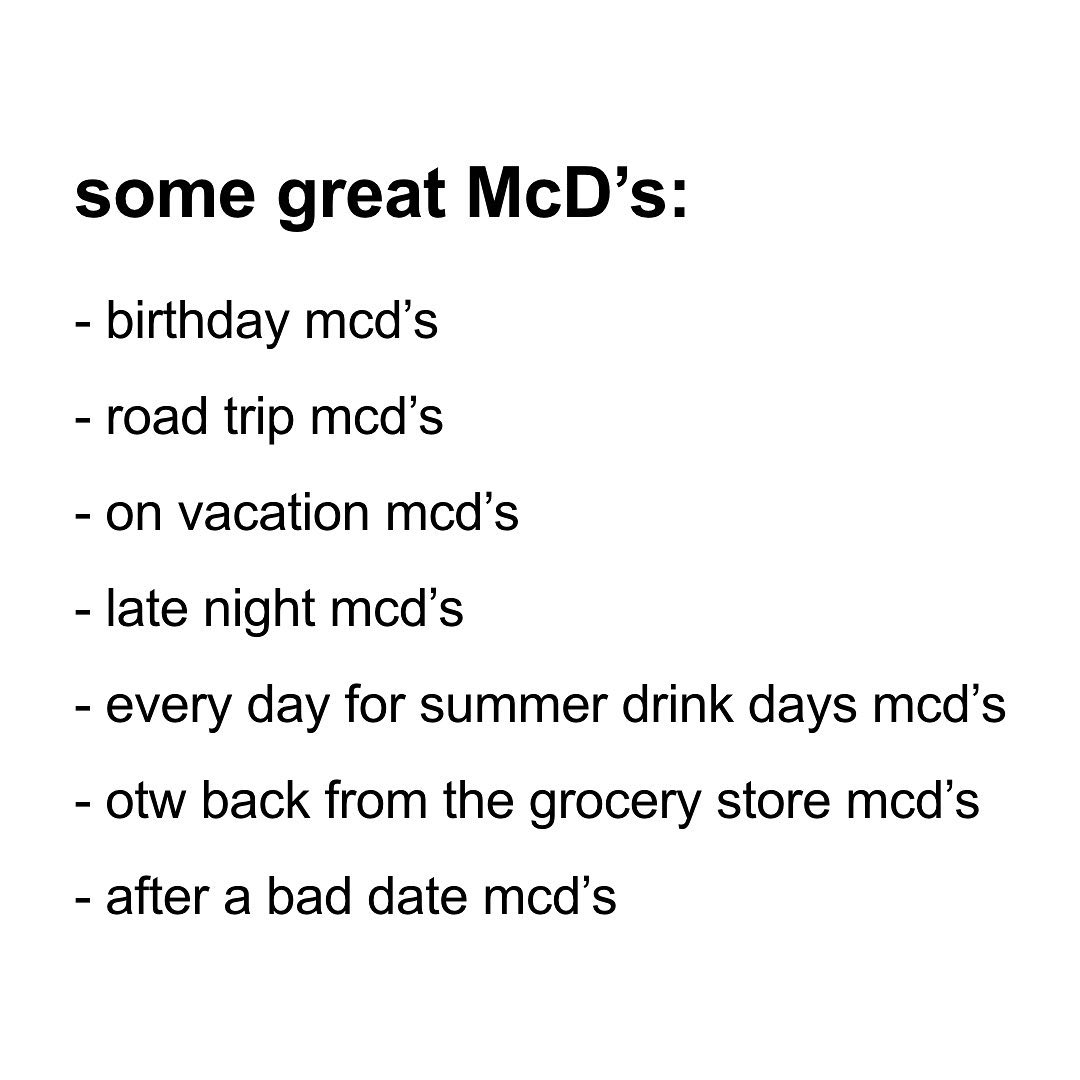 some great McD’s:
- birthday mcd’s
- road trip mcd’s
- on vacation mcd’s
- late night mcd’s
- every day for summer drink days mcd’s
- otw back from the grocery store mcd’s
- after a bad date mcd’s